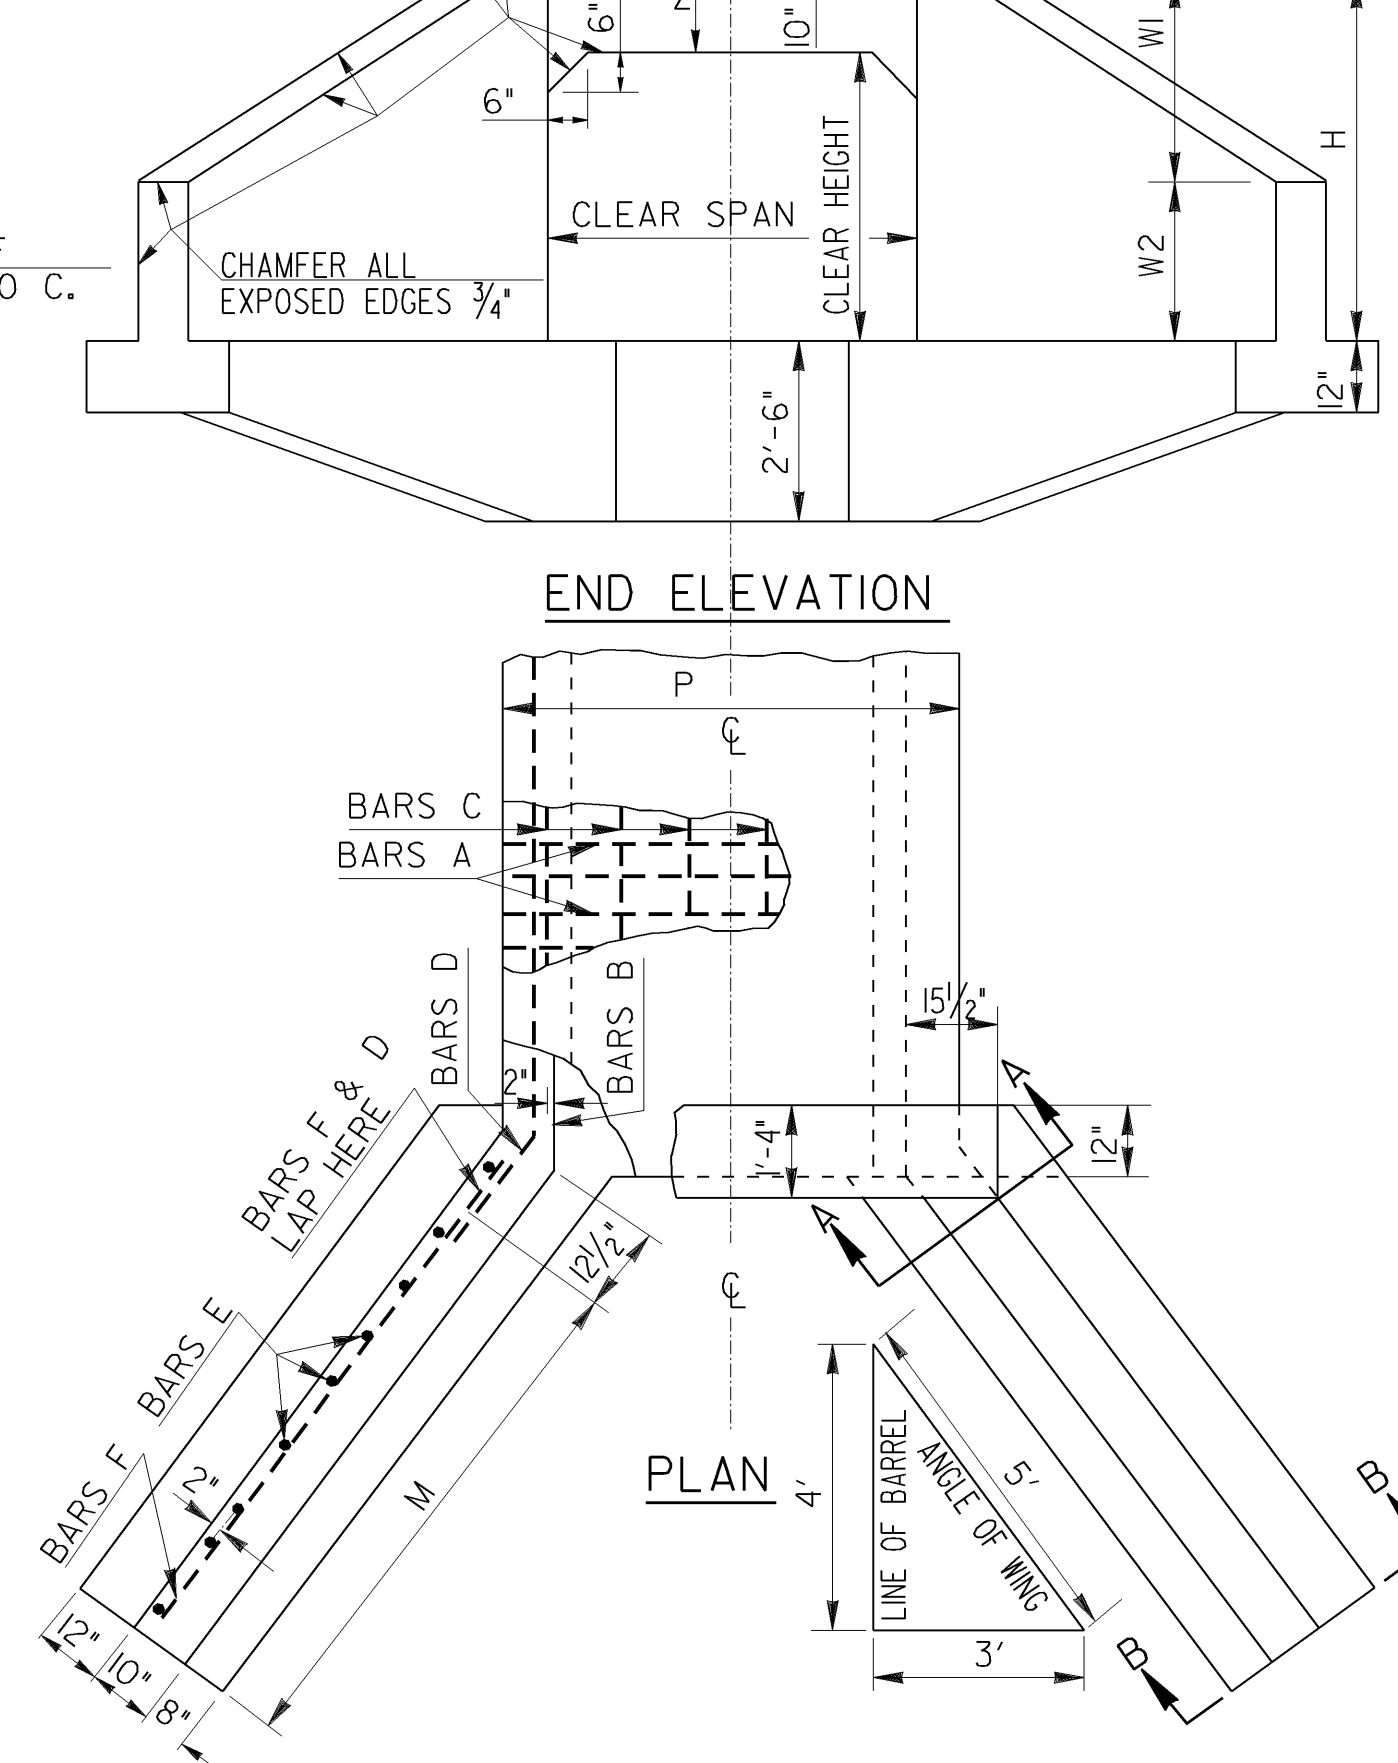 6"
10"
W1
6"
H
CLEAR HEIGHT
CLEAR SPAN
W2
CHAMFER ALL
EXPOSED EDGES 3/4"
O C.
2'-6"
12"
END ELEVATION
P
℄
BARS C
BARS A
BARS D
BARS B
15 1/2"
BARS F & D
LAP HERE
2"
A
1'-4"
12"
A
12 1/2"
℄
BARS E
BARS F
2"
M
PLAN
4'
LINE OF BARREL
ANGLE OF WING
5'
3'
B
B
12"
10"
8"